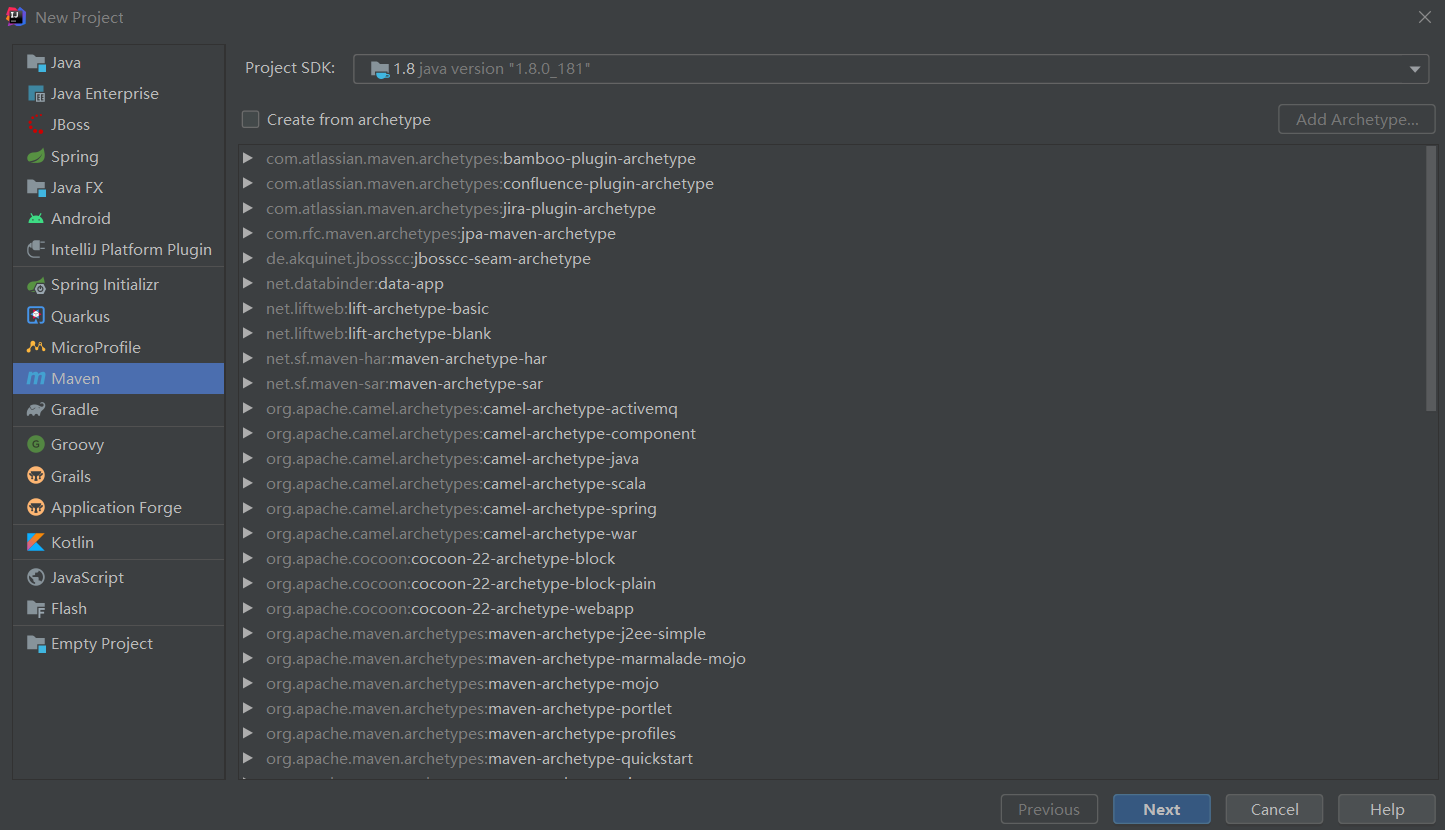 New Project
Java
Java Enterprise
JBoss
Spring
Java FX
Android
IntelliJ Platform Plugin
Spring Initializr
Quarkus
MicroProfile
Maven
Gradle
Groovy
Grails
Application Forge
Kotlin
JavaScript
Flash
Empty Project
Project SDK: 1.8 java version "1.8.0_181"
Create from archetype Add Archetype...
com.atlassian.maven.archetypes:bamboo-plugin-archetype
com.atlassian.maven.archetypes:confluence-plugin-archetype
com.atlassian.maven.archetypes:jira-plugin-archetype
com.rfc.maven.archetypes:jpa-maven-archetype
de.akquinet.jbosscc:jbosscc-seam-archetype
net.databinder:data-app
net.liftweb:lift-archetype-basic
net.liftweb:lift-archetype-blank
net.sf.maven-har:maven-archetype-har
net.sf.maven-sar:maven-archetype-sar
org.apache.camel.archetypes:camel-archetype-activemq
org.apache.camel.archetypes:camel-archetype-component
org.apache.camel.archetypes:camel-archetype-java
org.apache.camel.archetypes:camel-archetype-scala
org.apache.camel.archetypes:camel-archetype-spring
org.apache.camel.archetypes:camel-archetype-war
org.apache.cocoon:cocoon-22-archetype-block
org.apache.cocoon:cocoon-22-archetype-block-plain
org.apache.cocoon:cocoon-22-archetype-webapp
org.apache.maven.archetypes:maven-archetype-j2ee-simple
org.apache.maven.archetypes:maven-archetype-marmalade-mojo
org.apache.maven.archetypes:maven-archetype-mojo
org.apache.maven.archetypes:maven-archetype-portlet
org.apache.maven.archetypes:maven-archetype-profiles
org.apache.maven.archetypes:maven-archetype-quickstart
Previous Next Cancel Help